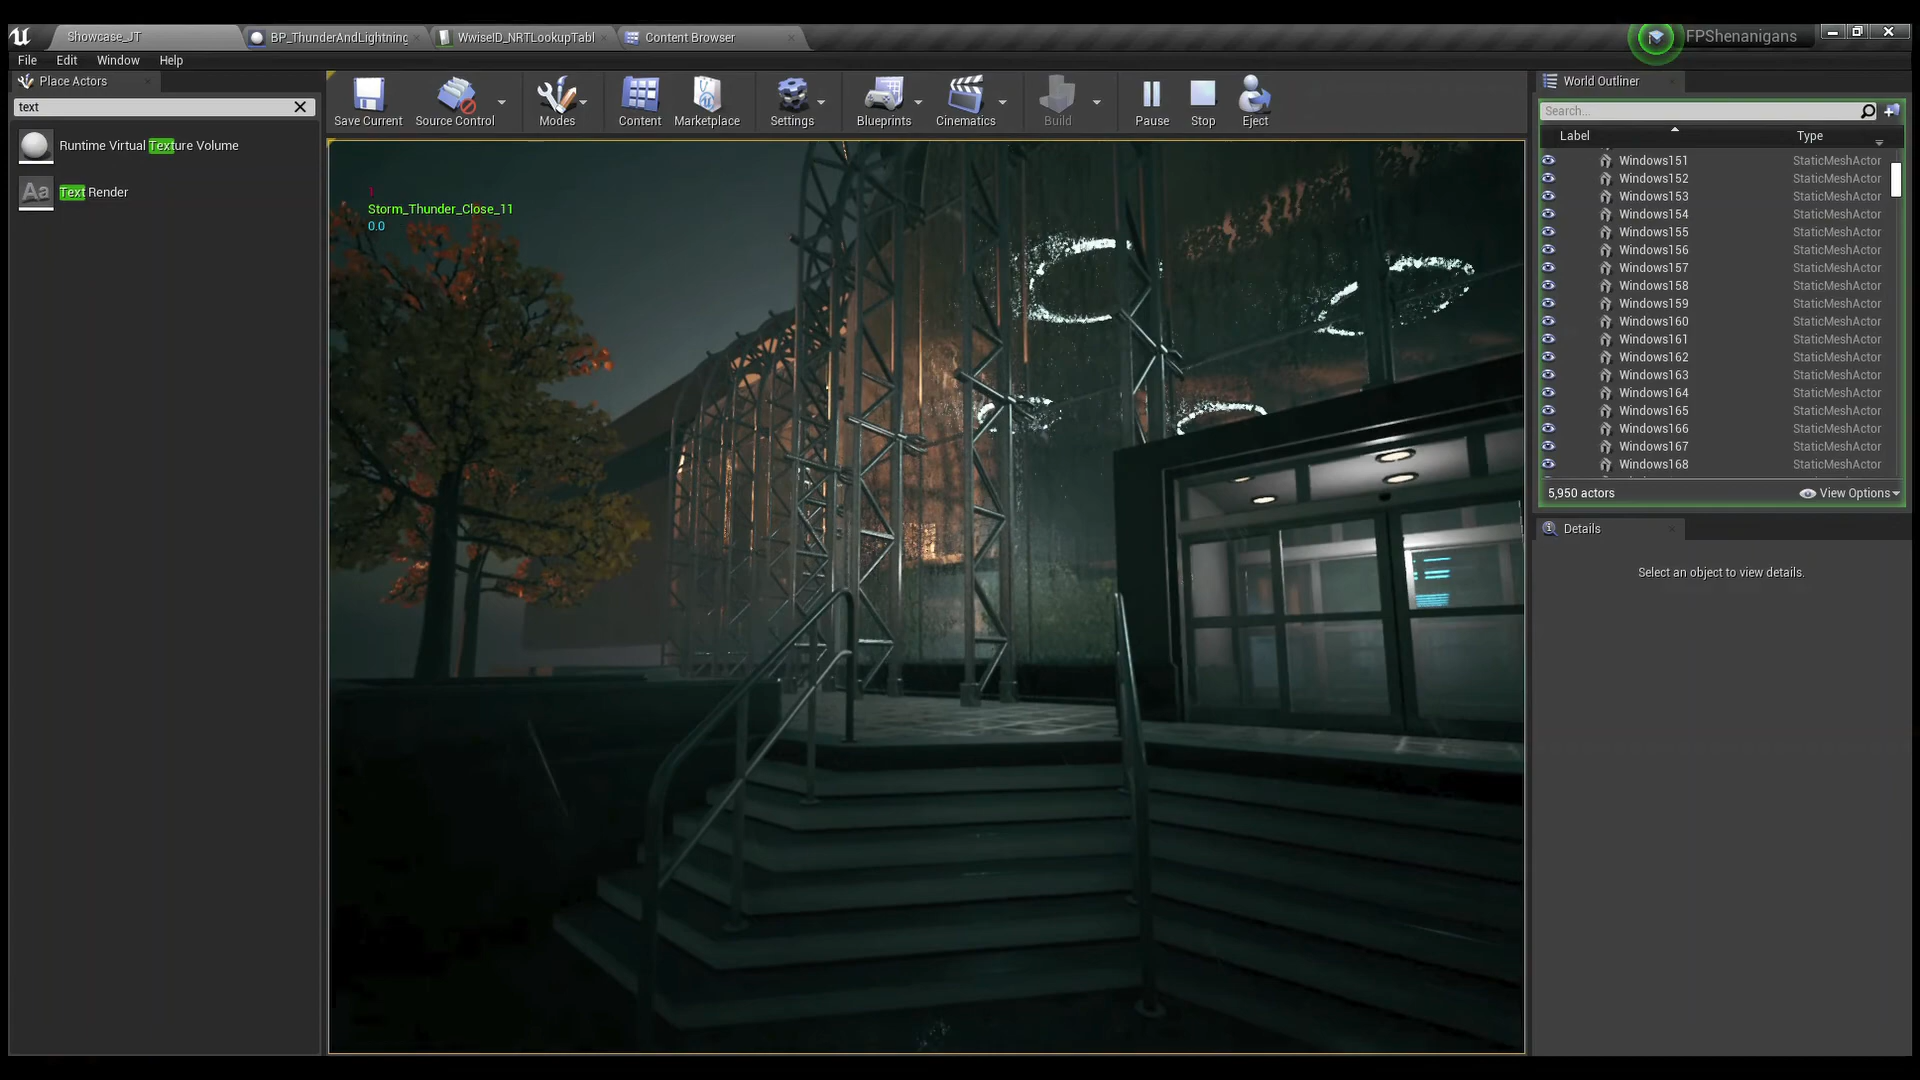 Showcase_JT
BP_ThunderAndLightning
WwiseID_NRTLookupTabl
Content Browser
FPShenanigans
File
Edit
Window
Help
Place Actors
text
Runtime Virtual Texture Volume
Aa
Text Render
Save Current
Source Control
Modes
Content
Marketplace
Settings
Blueprints
Cinematics
Build
Pause
Stop
Eject
1
Storm_Thunder_Close_11
0.0
World Outliner
Search...
Label
Type
Windows151 StaticMeshActor
Windows152 StaticMeshActor
Windows153 StaticMeshActor
Windows154 StaticMeshActor
Windows155 StaticMeshActor
Windows156 StaticMeshActor
Windows157 StaticMeshActor
Windows158 StaticMeshActor
Windows159 StaticMeshActor
Windows160 StaticMeshActor
Windows161 StaticMeshActor
Windows162 StaticMeshActor
Windows163 StaticMeshActor
Windows164 StaticMeshActor
Windows165 StaticMeshActor
Windows166 StaticMeshActor
Windows167 StaticMeshActor
Windows168 StaticMeshActor
5,950 actors
View Options
Details
Select an object to view details.